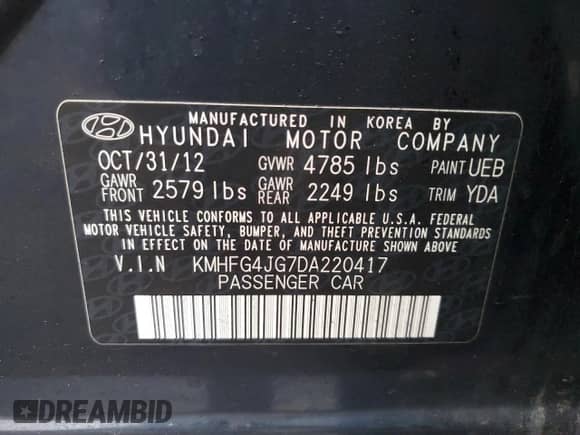 MANUFACTURED IN KOREA BY
HYUNDAI MOTOR COMPANY
OCT/31/12 GVWR 4785 lbs PAINT UEB
GAWR FRONT 2579 lbs GAWR REAR 2249 lbs TRIM YDA
THIS VEHICLE CONFORMS TO ALL APPLICABLE U.S.A. FEDERAL
MOTOR VEHICLE SAFETY, BUMPER, AND THEFT PREVENTION STANDARDS
IN EFFECT ON THE DATE OF MANUFACTURE SHOWN ABOVE.
V.I.N KMHFG4JG7DA220417
PASSENGER CAR
DREAMBID